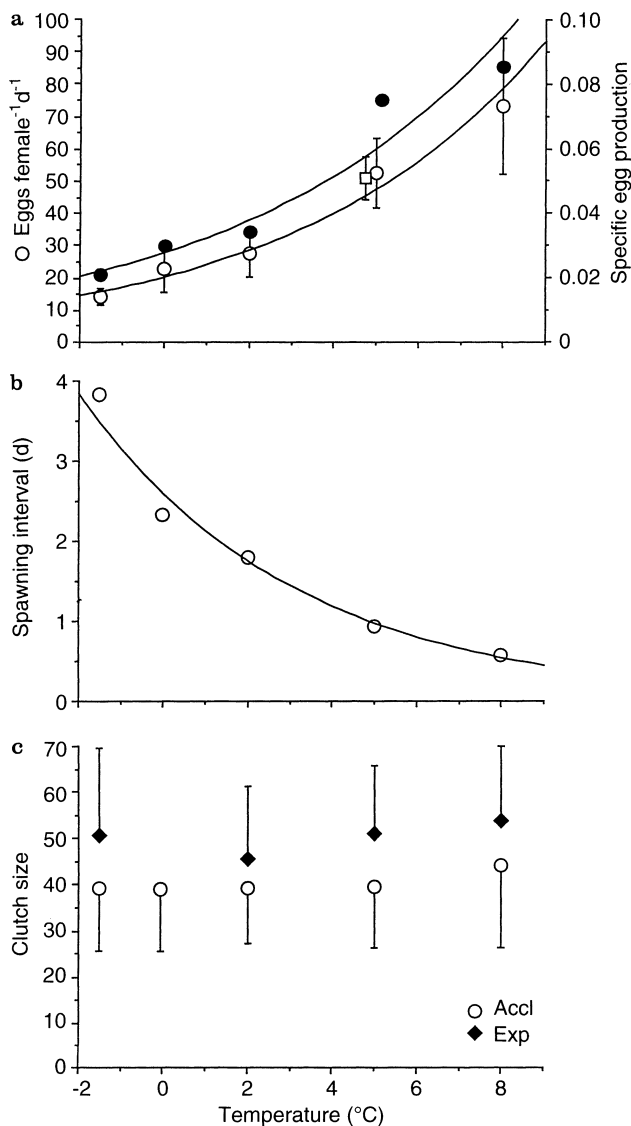 a
100
90
80
70
60
50
40
30
20
10
0
O Eggs female⁻¹d⁻¹
0.10
0.08
0.06
0.04
0.02
0
Specific egg production
b
4
3
2
1
0
Spawning interval (d)
c
70
60
50
40
30
20
10
0
Clutch size
Accl
Exp
-2 0 2 4 6 8
Temperature (°C)